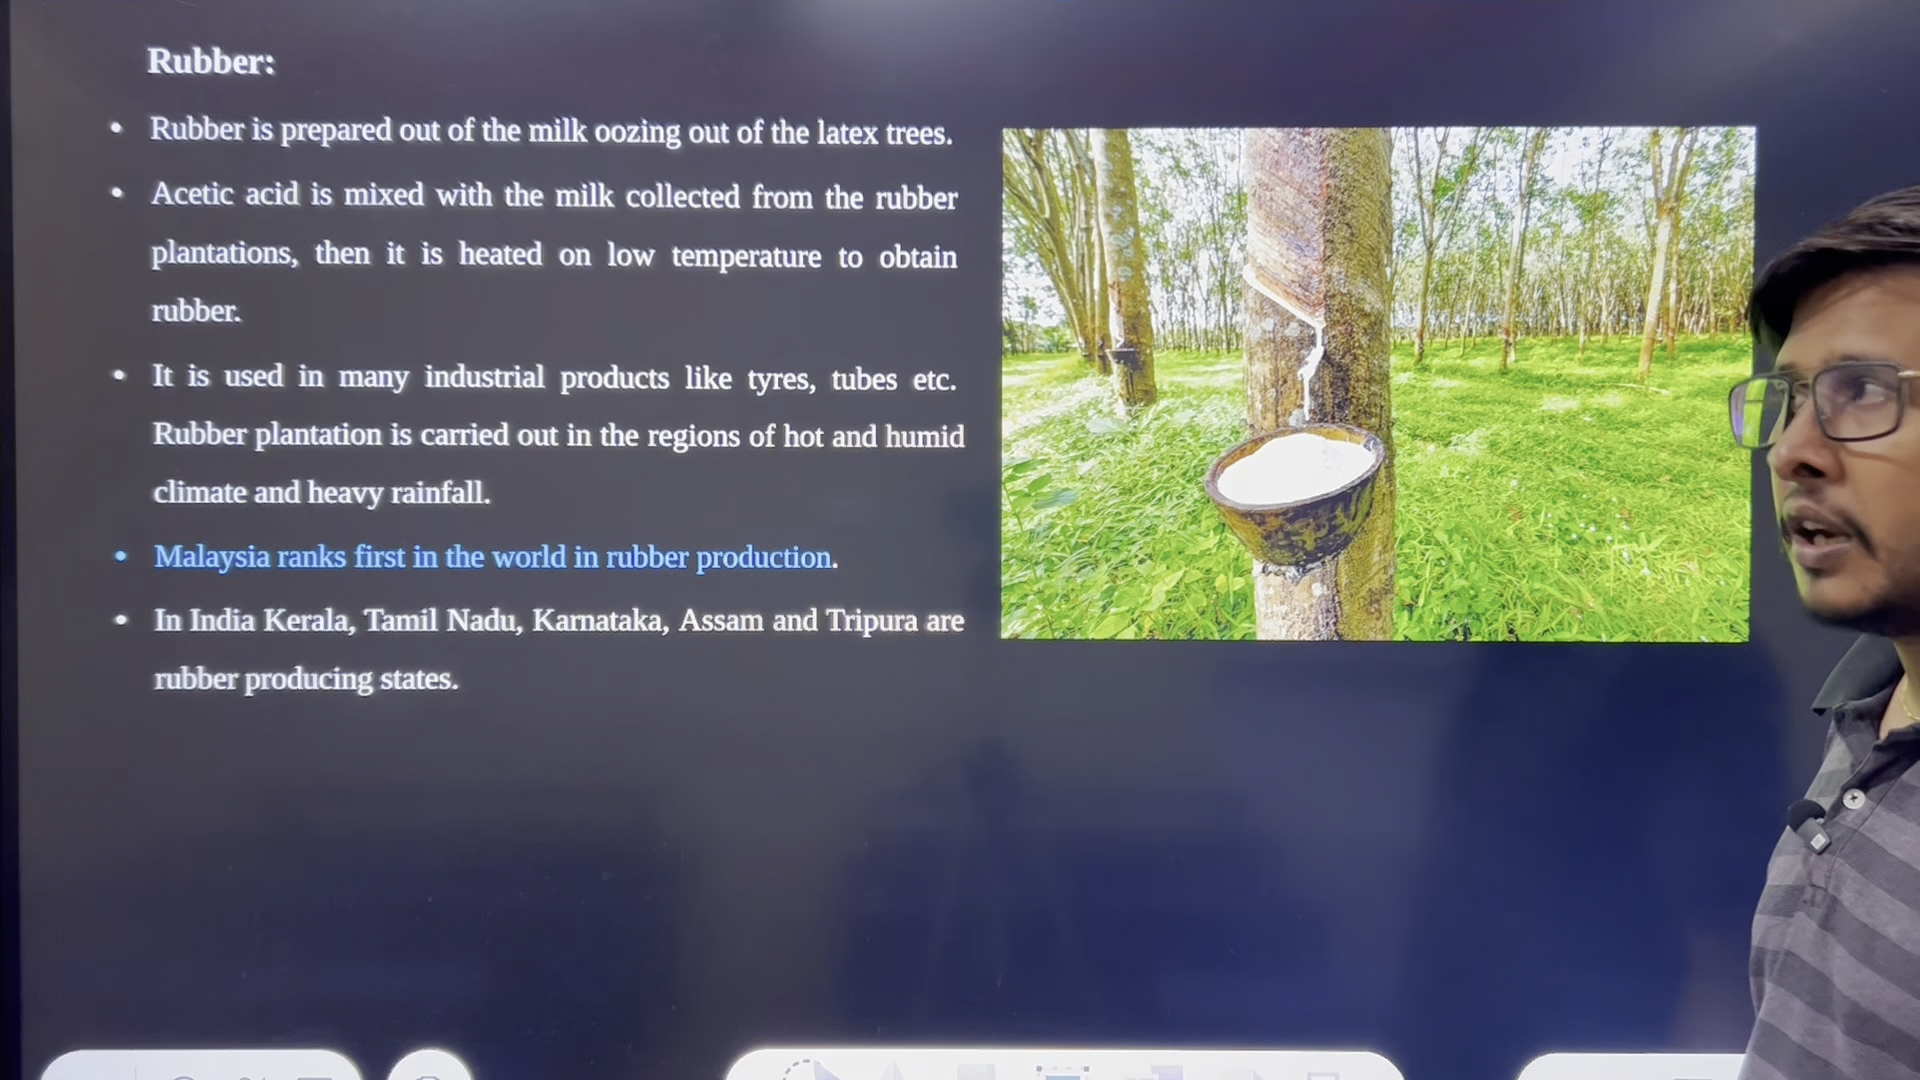 Rubber:
• Rubber is prepared out of the milk oozing out of the latex trees.
• Acetic acid is mixed with the milk collected from the rubber
plantations, then it is heated on low temperature to obtain
rubber.
• It is used in many industrial products like tyres, tubes etc.
Rubber plantation is carried out in the regions of hot and humid
climate and heavy rainfall.
• Malaysia ranks first in the world in rubber production.
• In India Kerala, Tamil Nadu, Karnataka, Assam and Tripura are
rubber producing states.